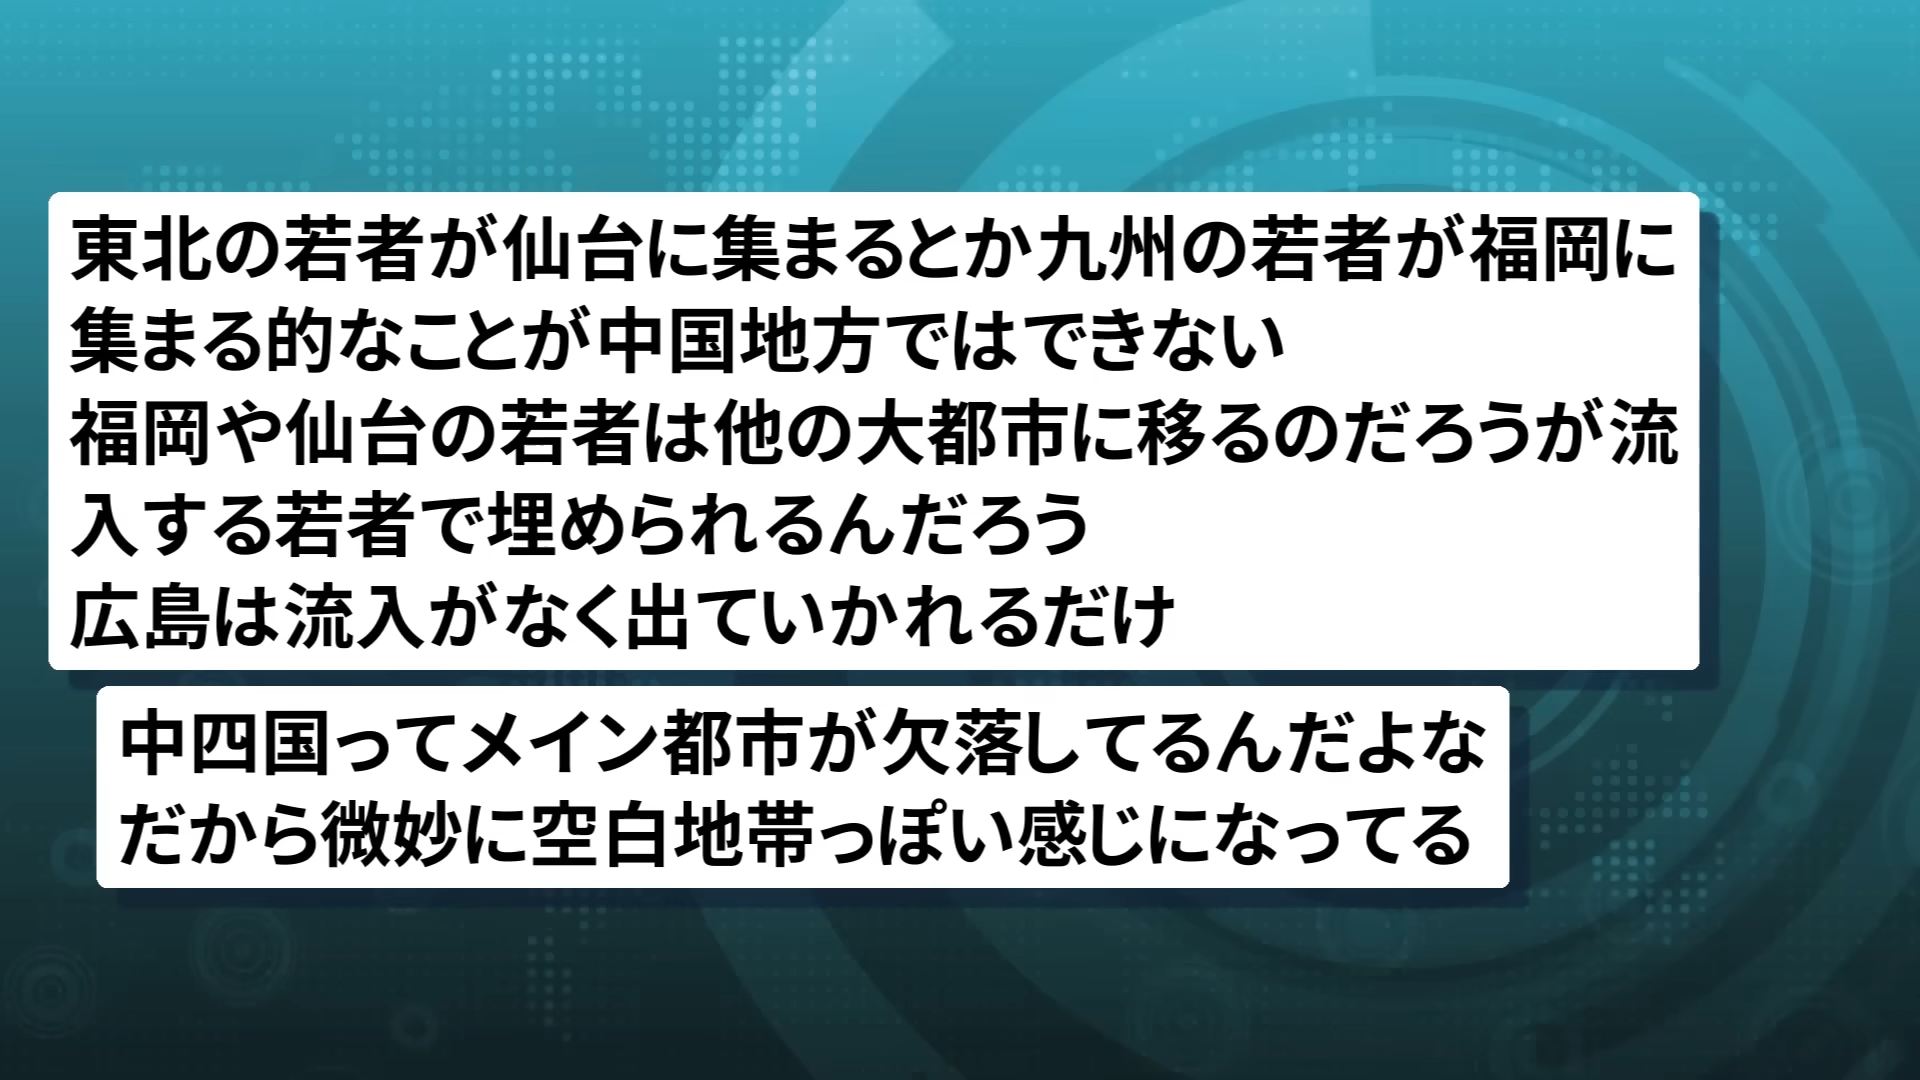 東北の若者が仙台に集まるとか九州の若者が福岡に
集まる的なことが中国地方ではできない
福岡や仙台の若者は他の大都市に移るのだろうが流
入する若者で埋められるんだろう
広島は流入がなく出ていかれるだけ
中四国ってメイン都市が欠落してるんだよな
だから微妙に空白地帯っぽい感じになってる